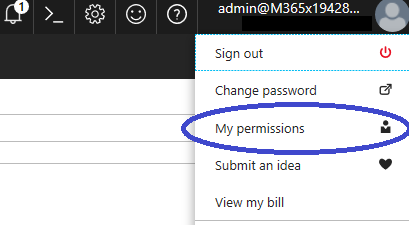 1
admin@M365x19428...
Sign out
Change password
My permissions
Submit an idea
View my bill